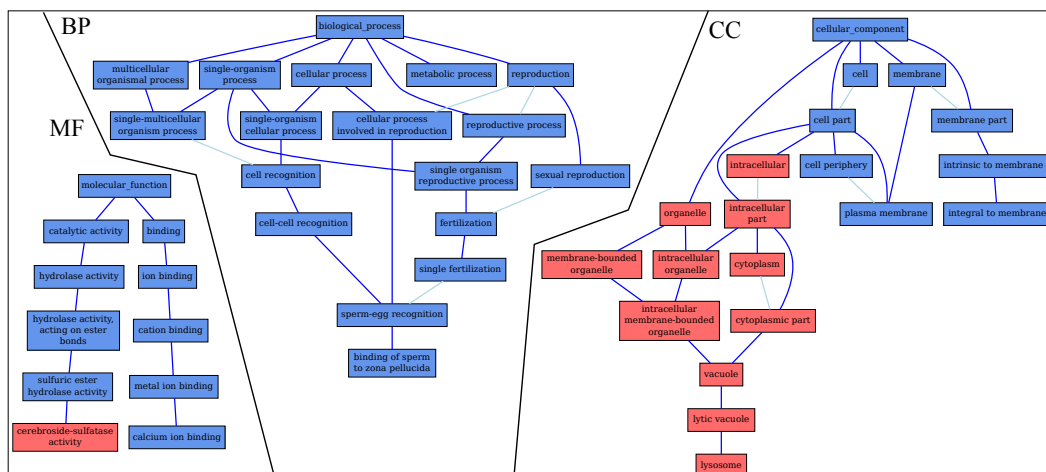 BP
CC
MF
biological_process
multicellular
organismal process
single-organism
process
cellular process
metabolic process
reproduction
single-multicellular
organism process
single-organism
cellular process
cellular process
involved in reproduction
reproductive process
cell recognition
single organism
reproductive process
sexual reproduction
cell-cell recognition
fertilization
single fertilization
sperm-egg recognition
binding of sperm
to zona pellucida
molecular_function
catalytic activity
binding
hydrolase activity
ion binding
hydrolase activity,
acting on ester
bonds
cation binding
sulfuric ester
hydrolase activity
metal ion binding
cerebroside-sulfatase
activity
calcium ion binding
cellular_component
cell
membrane
cell part
membrane part
intracellular
cell periphery
intrinsic to membrane
organelle
intracellular
part
plasma membrane
integral to membrane
membrane-bounded
organelle
intracellular
organelle
cytoplasm
intracellular
membrane-bounded
organelle
cytoplasmic part
vacuole
lytic vacuole
lysosome